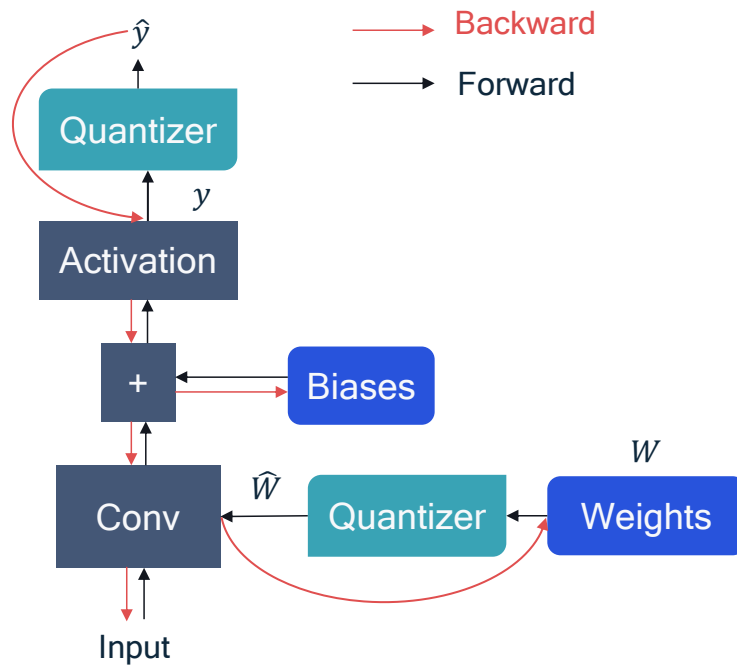 ŷ
Backward
Forward
Quantizer
y
Activation
+
Biases
Ŵ
W
Conv
Quantizer
Weights
Input